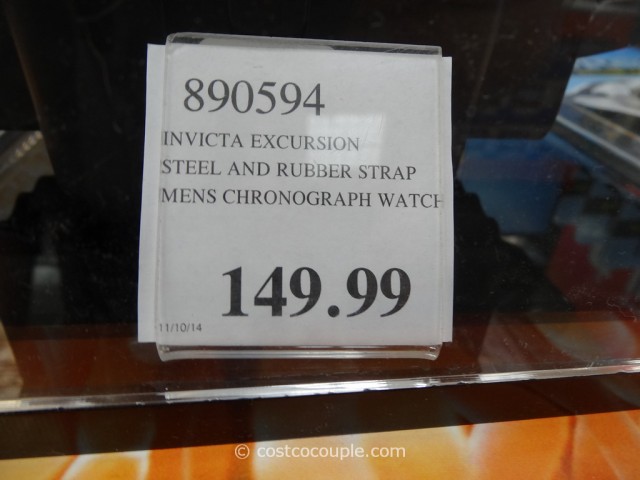 890594
INVICTA EXCURSION
STEEL AND RUBBER STRAP
MENS CHRONOGRAPH WATCH
149.99
11/10/14
© costcocouple.com